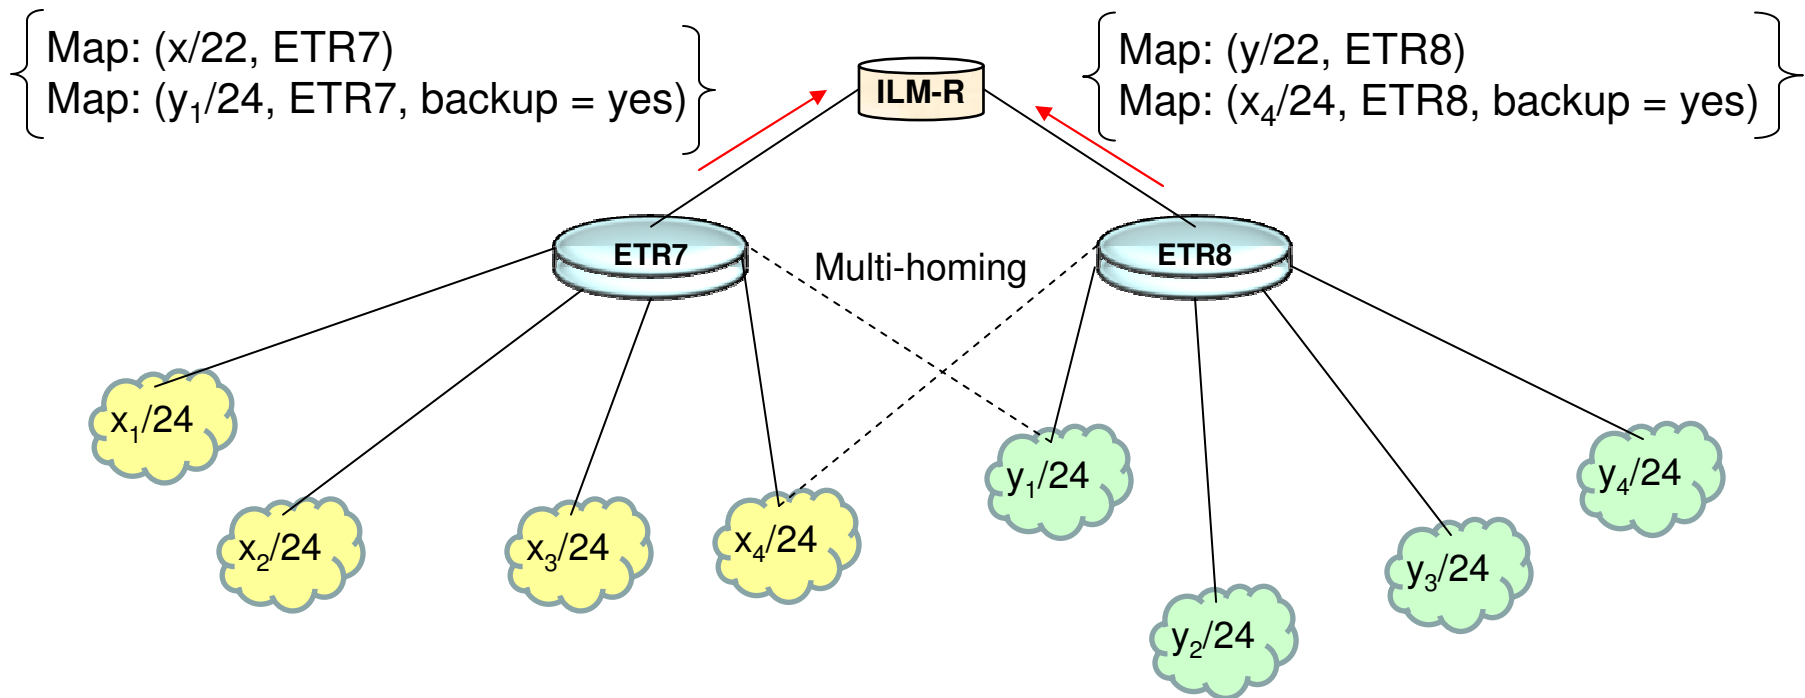 Map: (x/22, ETR7)
Map: (y₁/24, ETR7, backup = yes)
ILM-R
Map: (y/22, ETR8)
Map: (x₄/24, ETR8, backup = yes)
ETR7
Multi-homing
ETR8
x₁/24
x₂/24
x₃/24
x₄/24
y₁/24
y₂/24
y₃/24
y₄/24